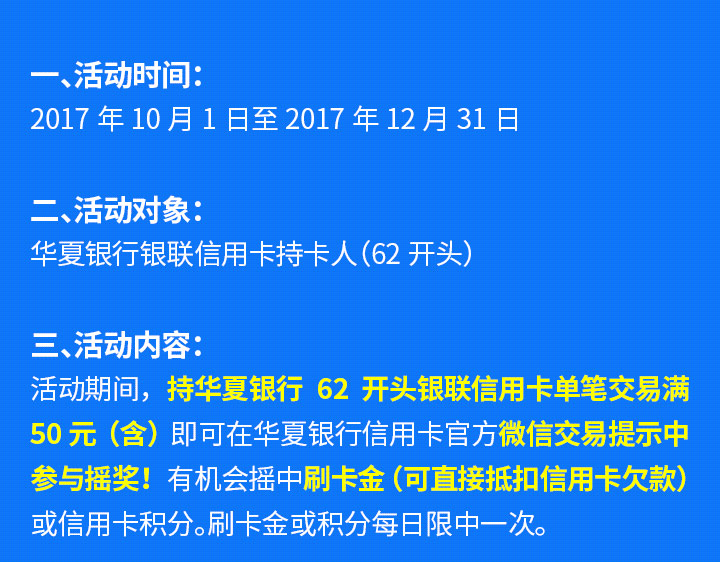 一、活动时间：
2017 年 10 月 1 日至 2017 年 12 月 31 日
二、活动对象：
华夏银行银联信用卡持卡人（62 开头）
三、活动内容：
活动期间，持华夏银行 62 开头银联信用卡单笔交易满
50 元（含）即可在华夏银行信用卡官方微信交易提示中
参与摇奖！有机会摇中刷卡金（可直接抵扣信用卡欠款）
或信用卡积分。刷卡金或积分每日限中一次。